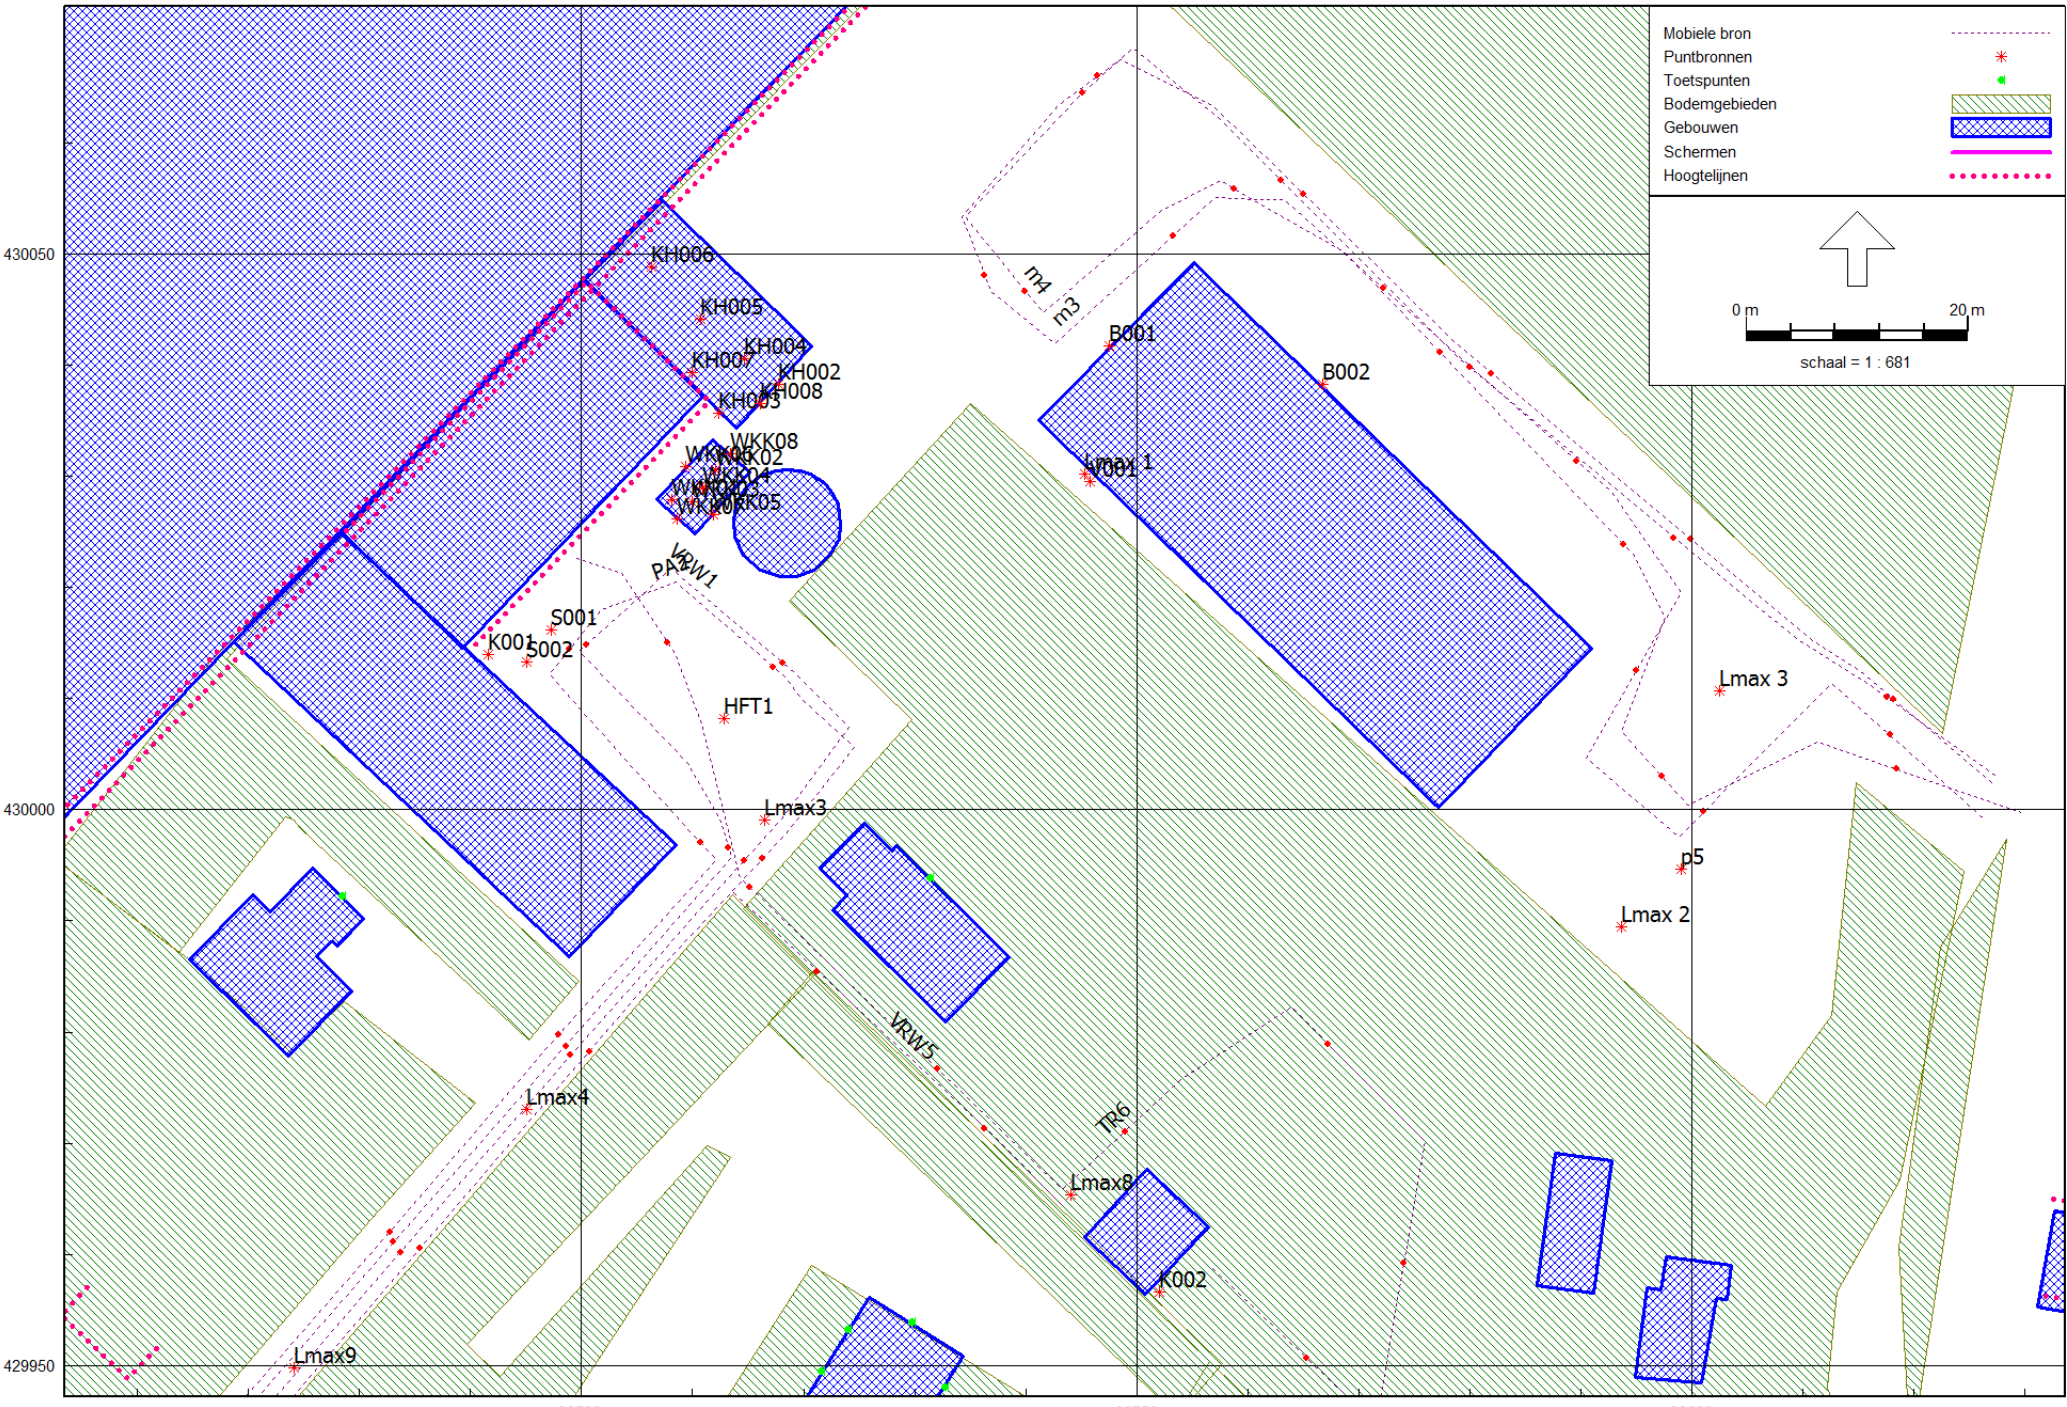 Mobiele bron
Puntbronnen
Toetspunten
Bodemgebieden
Gebouwen
Schermen
Hoogtelijnen
0 m 20 m
schaal = 1 : 681
430050
430000
429950
KH006
KH005
KH004
KH007
KH002
KH008
KH003
WKK08
WKK02
WKK04
WKK05
m4
m3
B001
B002
Lmax 1
V001
VRW1
S001
K001
S002
HFT1
Lmax3
Lmax 3
p5
Lmax 2
VRW5
Lmax4
TR6
Lmax8
K002
Lmax9